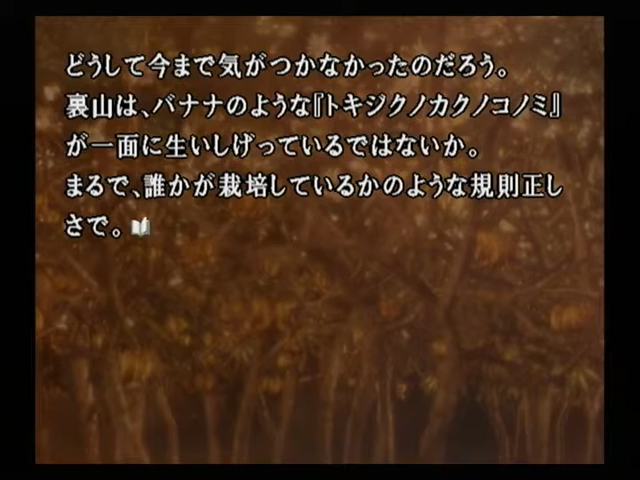 どうして今まで気がつかなかったのだろう。
裏山は、バナナのような『トキジクノカクノコノミ』
が一面に生いしげっているではないか。
まるで、誰かが栽培しているかのような規則正し
さで。